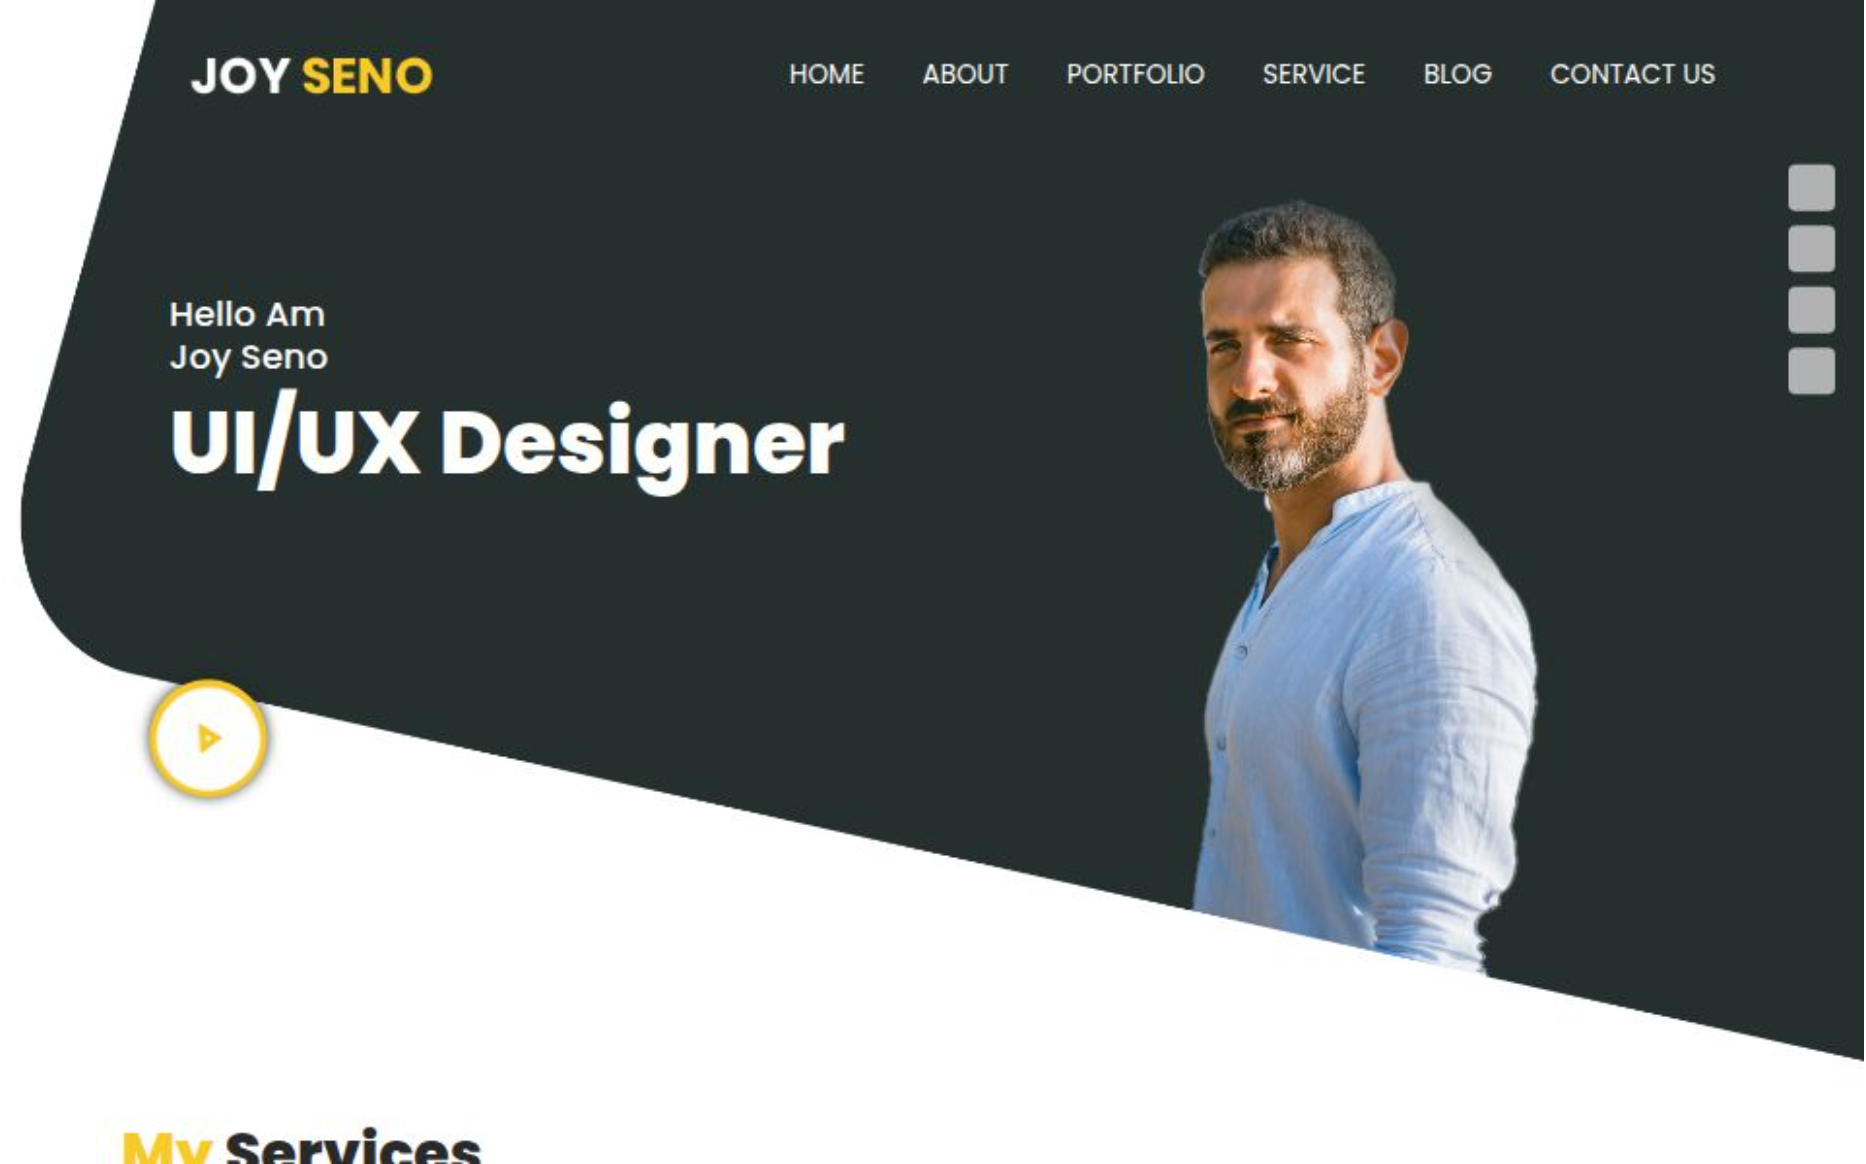 JOY SENO
HOME ABOUT PORTFOLIO SERVICE BLOG CONTACT US
Hello Am
Joy Seno
UI/UX Designer
My Services